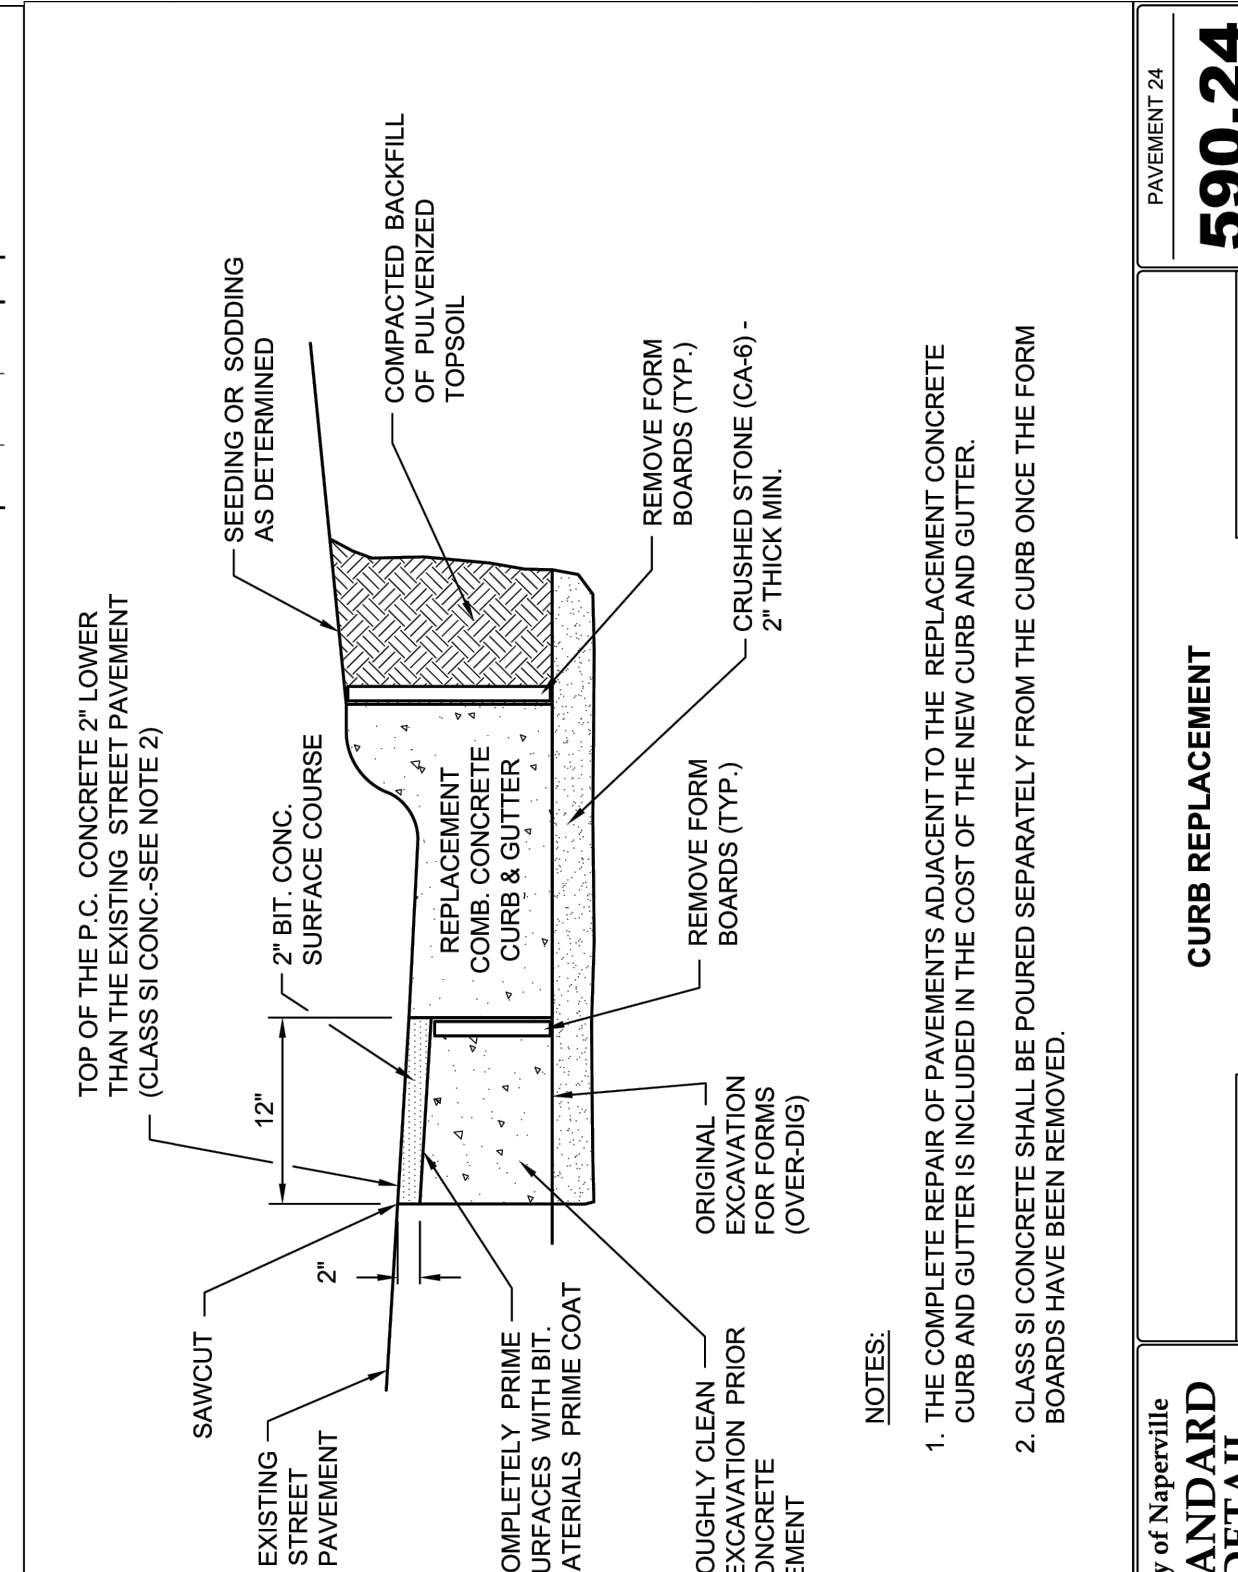 TOP OF THE P.C. CONCRETE 2" LOWER
THAN THE EXISTING STREET PAVEMENT
(CLASS SI CONC.-SEE NOTE 2)
SEEDING OR SODDING
AS DETERMINED
12"
2" BIT. CONC.
SURFACE COURSE
COMPACTED BACKFILL
OF PULVERIZED
TOPSOIL
SAWCUT
2"
EXISTING
STREET
PAVEMENT
REPLACEMENT
COMB. CONCRETE
CURB & GUTTER
OMPLETELY PRIME
URFACES WITH BIT.
ATERIALS PRIME COAT
REMOVE FORM
BOARDS (TYP.)
CRUSHED STONE (CA-6) -
2" THICK MIN.
REMOVE FORM
BOARDS (TYP.)
ORIGINAL
EXCAVATION
FOR FORMS
(OVER-DIG)
OUGHLY CLEAN
EXCAVATION PRIOR
ONCRETE
EMENT
NOTES:
1. THE COMPLETE REPAIR OF PAVEMENTS ADJACENT TO THE REPLACEMENT CONCRETE
CURB AND GUTTER IS INCLUDED IN THE COST OF THE NEW CURB AND GUTTER.
2. CLASS SI CONCRETE SHALL BE POURED SEPARATELY FROM THE CURB ONCE THE FORM
BOARDS HAVE BEEN REMOVED.
y of Naperville
ANDARD
CURB REPLACEMENT
PAVEMENT 24
590.24